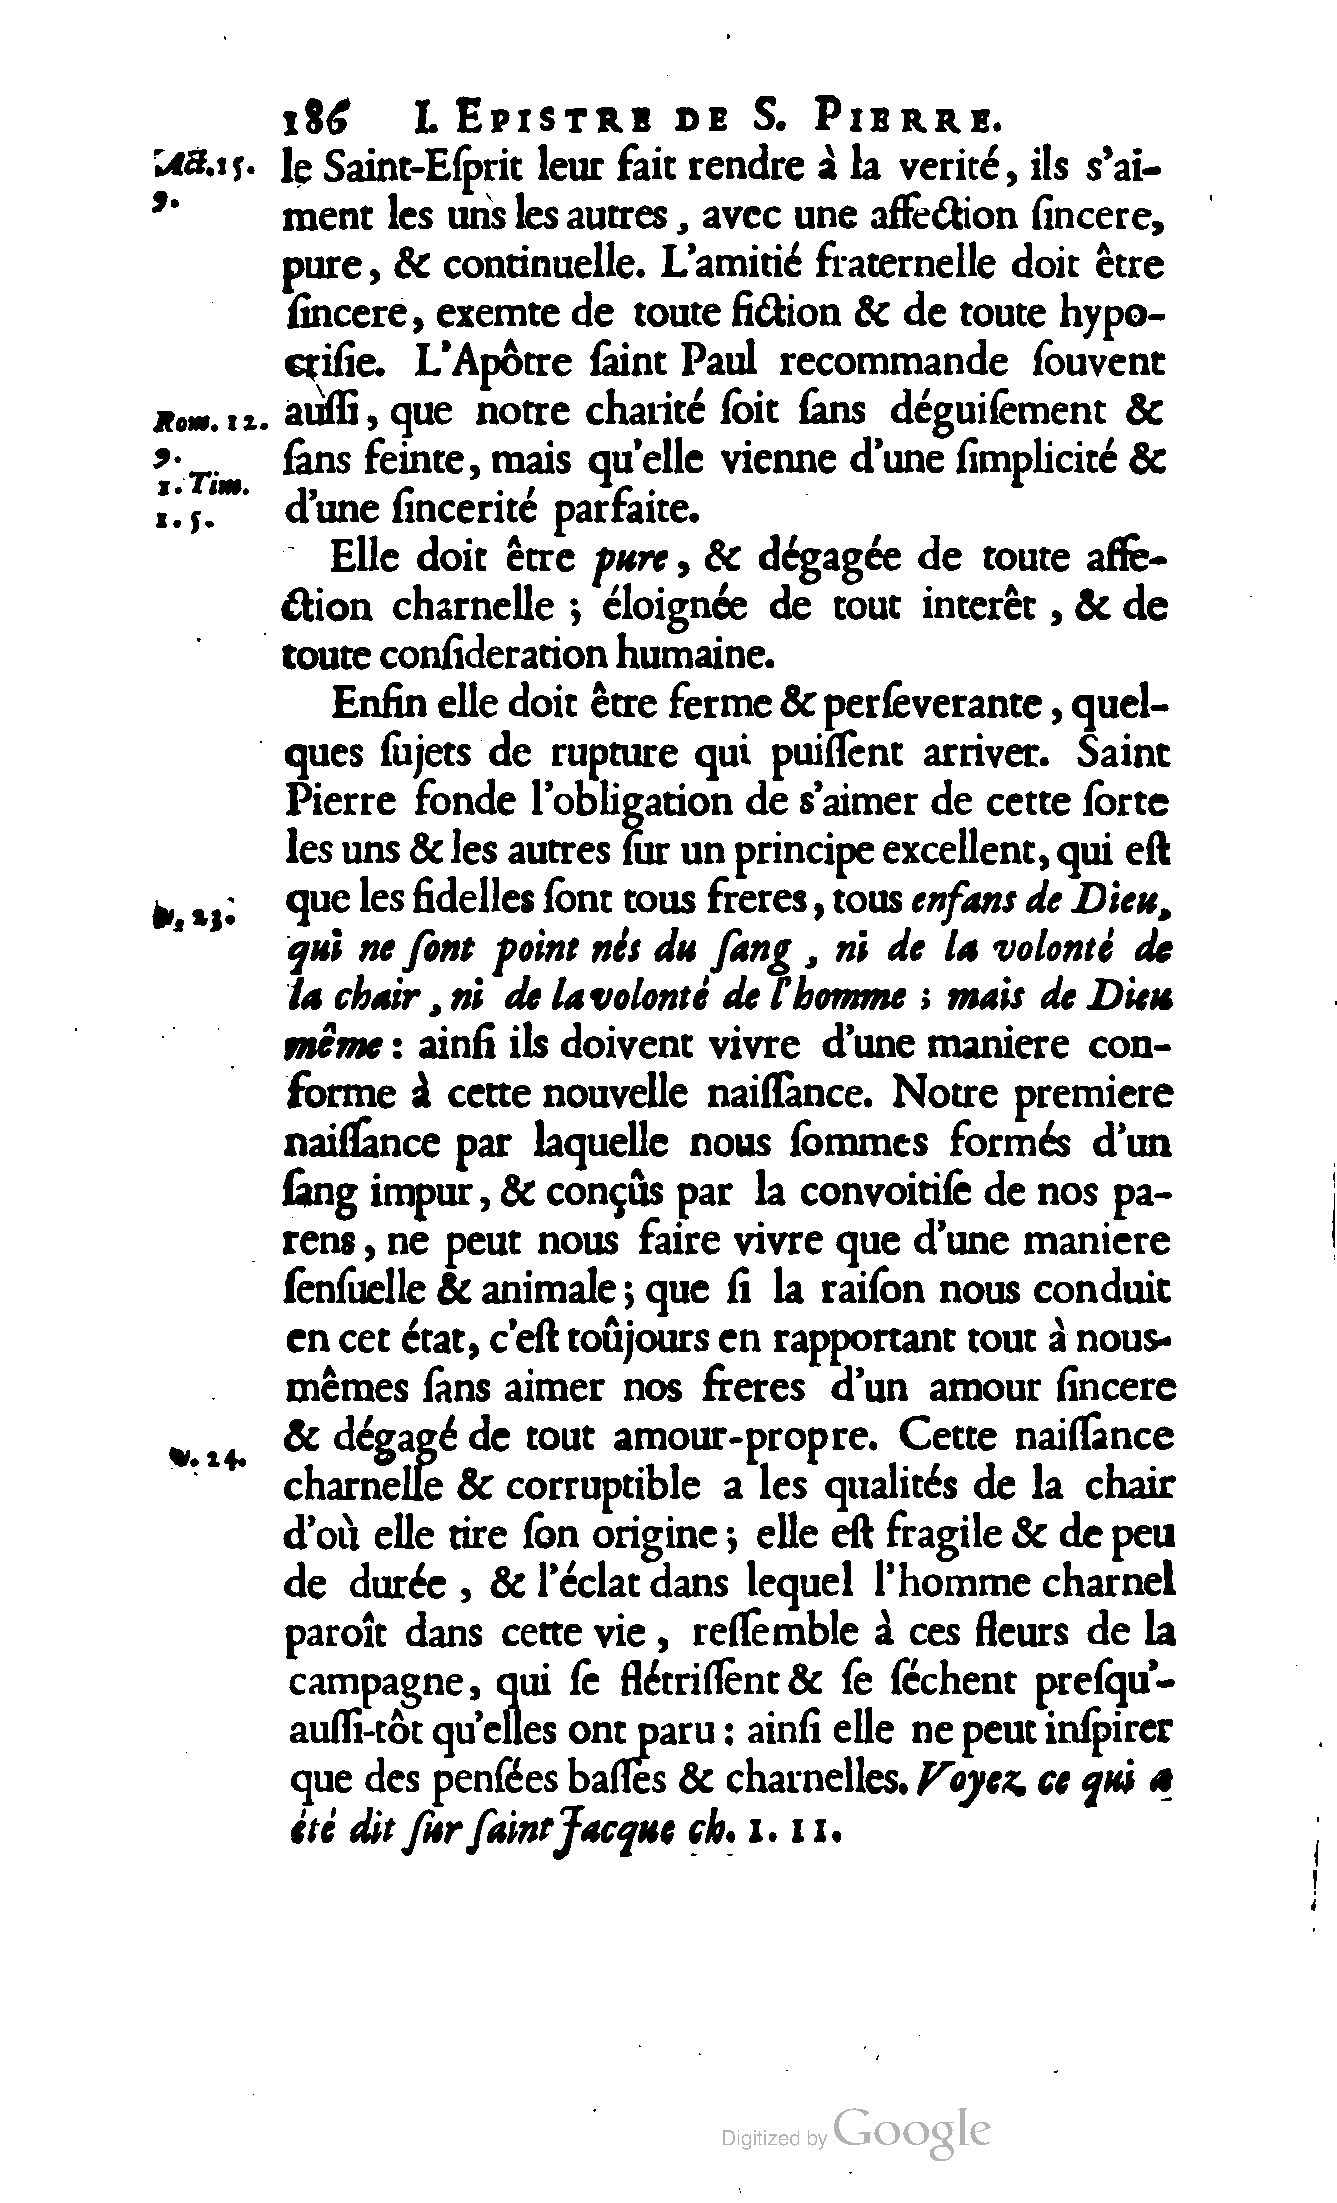 186 I. EPISTRE DE S. PIERRE.
Act. 15. le Saint-Eſprit leur fait rendre à la verité, ils s'ai-
9. ment les uns les autres, avec une affection ſincere,
pure, & continuelle. L'amitié fraternelle doit être
ſincere, exemte de toute fiction & de toute hypo-
criſie. L'Apôtre ſaint Paul recommande ſouvent
Rom. 12. auſſi, que notre charité ſoit ſans déguiſement &
9. ſans feinte, mais qu'elle vienne d'une ſimplicité &
1. Tim.
1. 5. d'une ſincerité parfaite.
Elle doit être pure, & dégagée de toute affe-
ction charnelle ; éloignée de tout interêt, & de
toute conſideration humaine.
Enfin elle doit être ferme & perſeverante, quel-
ques ſujets de rupture qui puiſſent arriver. Saint
Pierre fonde l'obligation de s'aimer de cette ſorte
les uns & les autres ſur un principe excellent, qui eſt
v. 23. que les fidelles ſont tous freres, tous enfans de Dieu,
qui ne ſont point nés du ſang, ni de la volonté de
la chair, ni de la volonté de l'homme ; mais de Dieu
même : ainſi ils doivent vivre d'une maniere con-
forme à cette nouvelle naiſſance. Notre premiere
naiſſance par laquelle nous ſommes formés d'un
ſang impur, & conçûs par la convoitiſe de nos pa-
rens, ne peut nous faire vivre que d'une maniere
ſenſuelle & animale ; que ſi la raiſon nous conduit
en cet état, c'eſt toûjours en rapportant tout à nous-
mêmes ſans aimer nos freres d'un amour ſincere
& dégagé de tout amour-propre. Cette naiſſance
v. 24. charnelle & corruptible a les qualités de la chair
d'où elle tire ſon origine ; elle eſt fragile & de peu
de durée, & l'éclat dans lequel l'homme charnel
paroît dans cette vie, reſſemble à ces fleurs de la
campagne, qui ſe flétriſſent & ſe ſéchent preſqu'-
auſſi-tôt qu'elles ont paru : ainſi elle ne peut inſpirer
que des penſées baſſes & charnelles. Voyez ce qui a
été dit ſur ſaint Jacque ch. 1. 11.
Digitized by Google